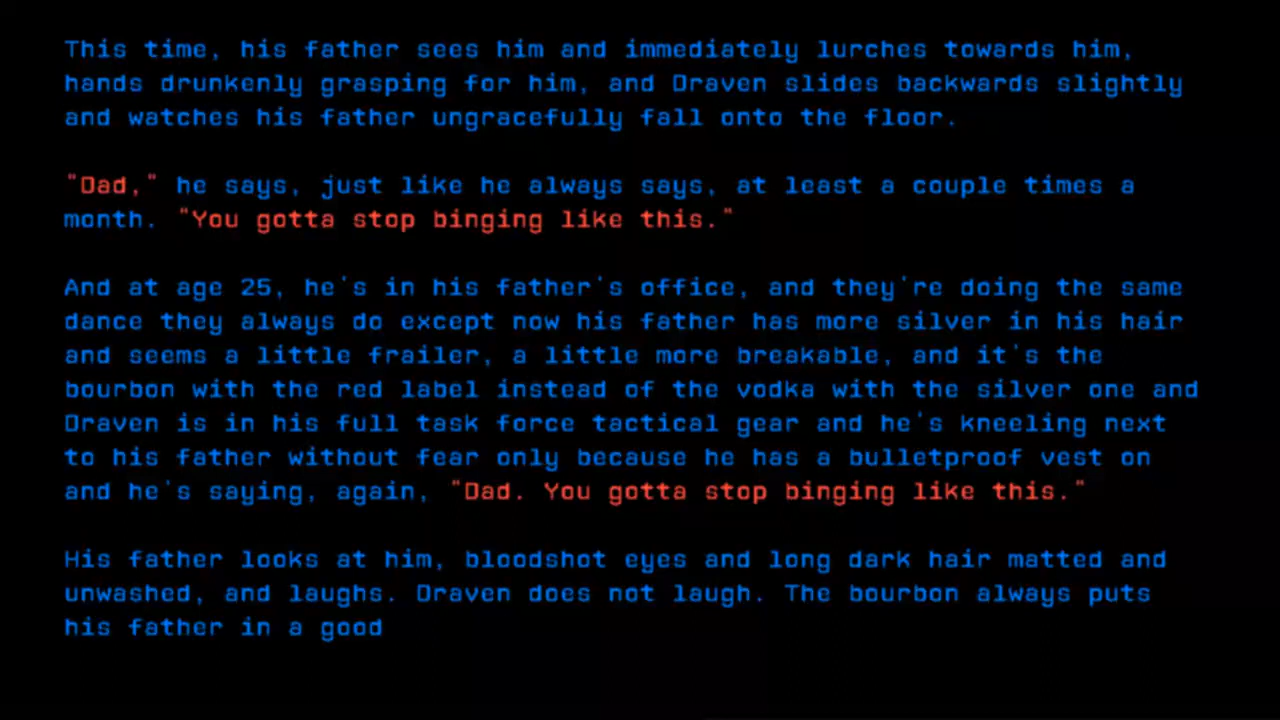 This time, his father sees him and immediately lurches towards him,
hands drunkenly grasping for him, and Draven slides backwards slightly
and watches his father ungracefully fall onto the floor.
"Dad," he says, just like he always says, at least a couple times a
month. "You gotta stop binging like this."
And at age 25, he's in his father's office, and they're doing the same
dance they always do except now his father has more silver in his hair
and seems a little frailer, a little more breakable, and it's the
bourbon with the red label instead of the vodka with the silver one and
Draven is in his full task force tactical gear and he's kneeling next
to his father without fear only because he has a bulletproof vest on
and he's saying, again, "Dad. You gotta stop binging like this."
His father looks at him, bloodshot eyes and long dark hair matted and
unwashed, and laughs. Draven does not laugh. The bourbon always puts
his father in a good